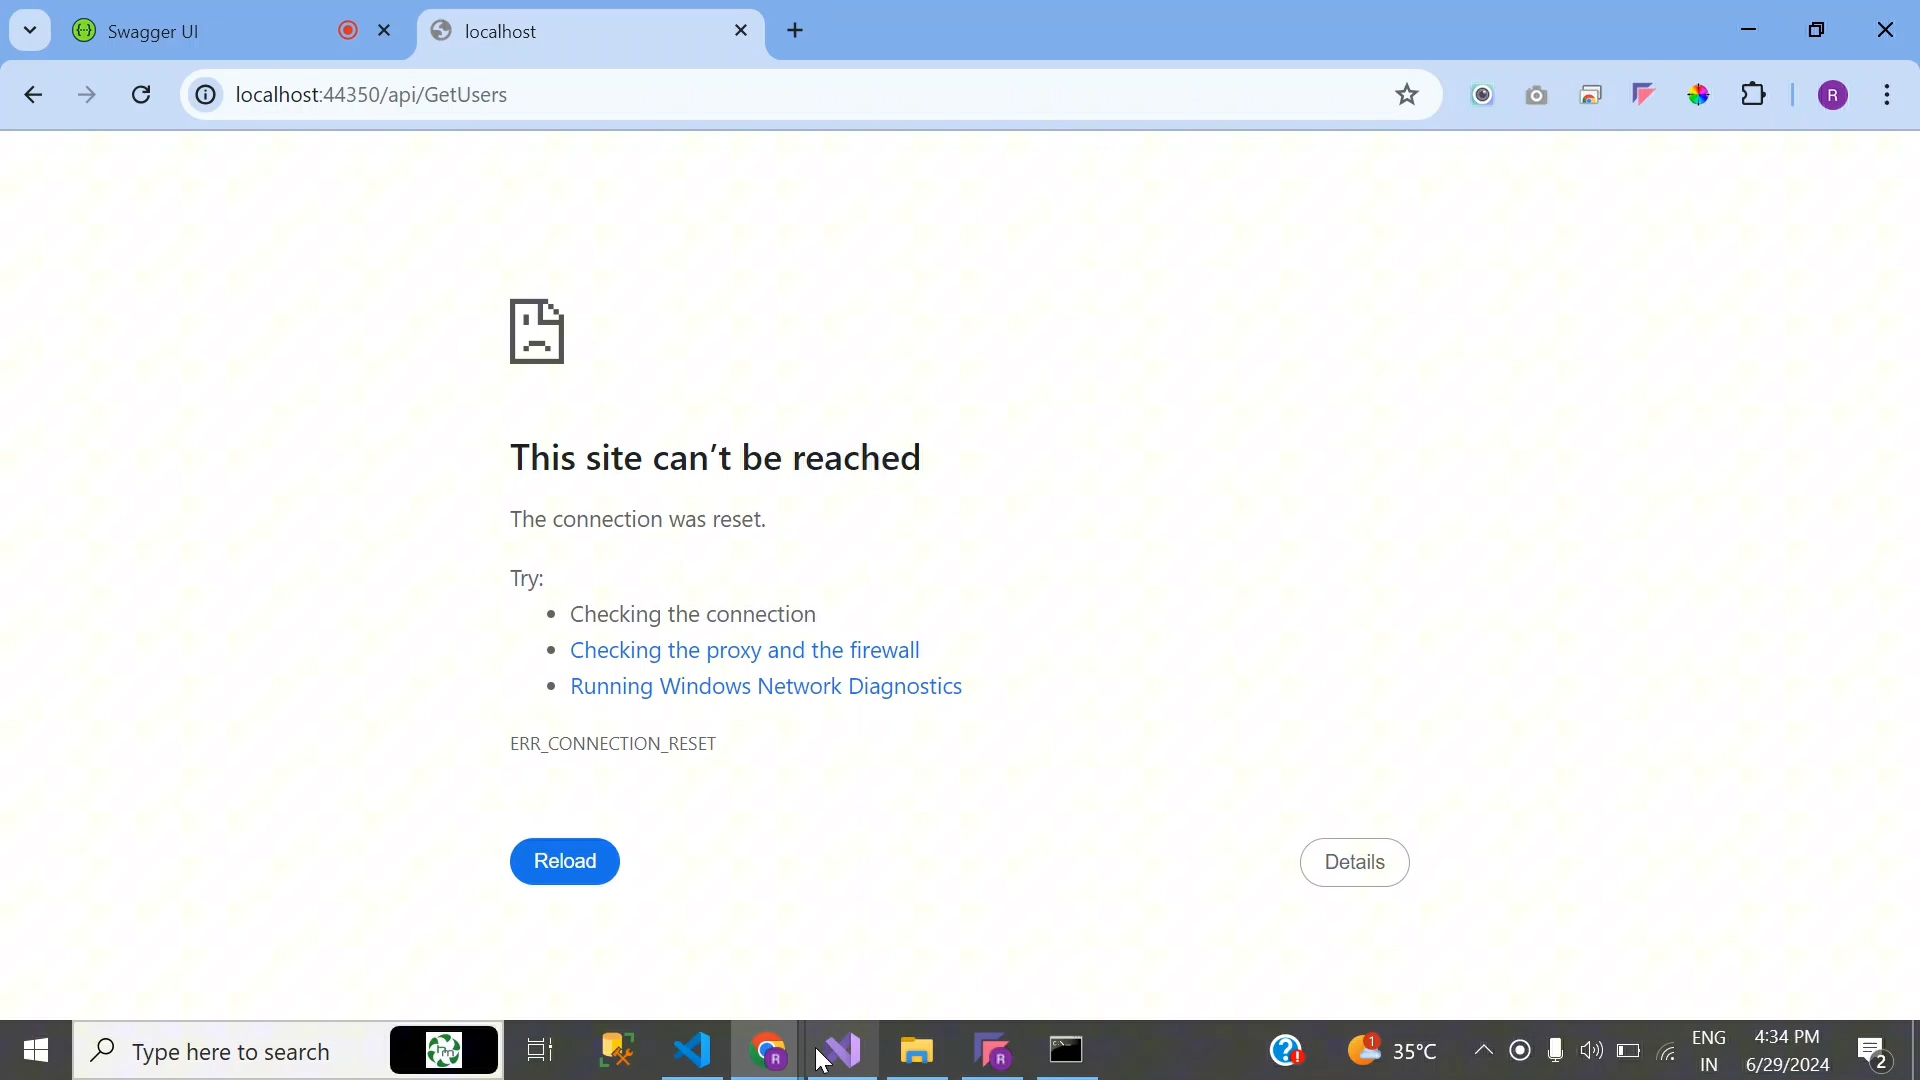 Swagger UI
localhost
localhost:44350/api/GetUsers
R
This site can’t be reached
The connection was reset.
Try:
Checking the connection
Checking the proxy and the firewall
Running Windows Network Diagnostics
ERR_CONNECTION_RESET
Reload
Details
Type here to search
R
R
1
35°C
ENG
IN
4:34 PM
6/29/2024
2